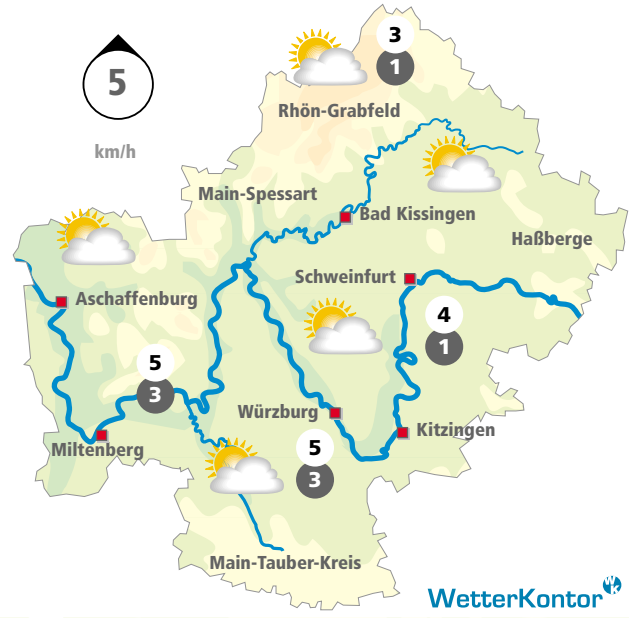 3
1
5
km/h
Rhön-Grabfeld
Main-Spessart
Bad Kissingen
Haßberge
Schweinfurt
Aschaffenburg
4
1
5
3
Würzburg
Kitzingen
Miltenberg
5
3
Main-Tauber-Kreis
WetterKontor
WK